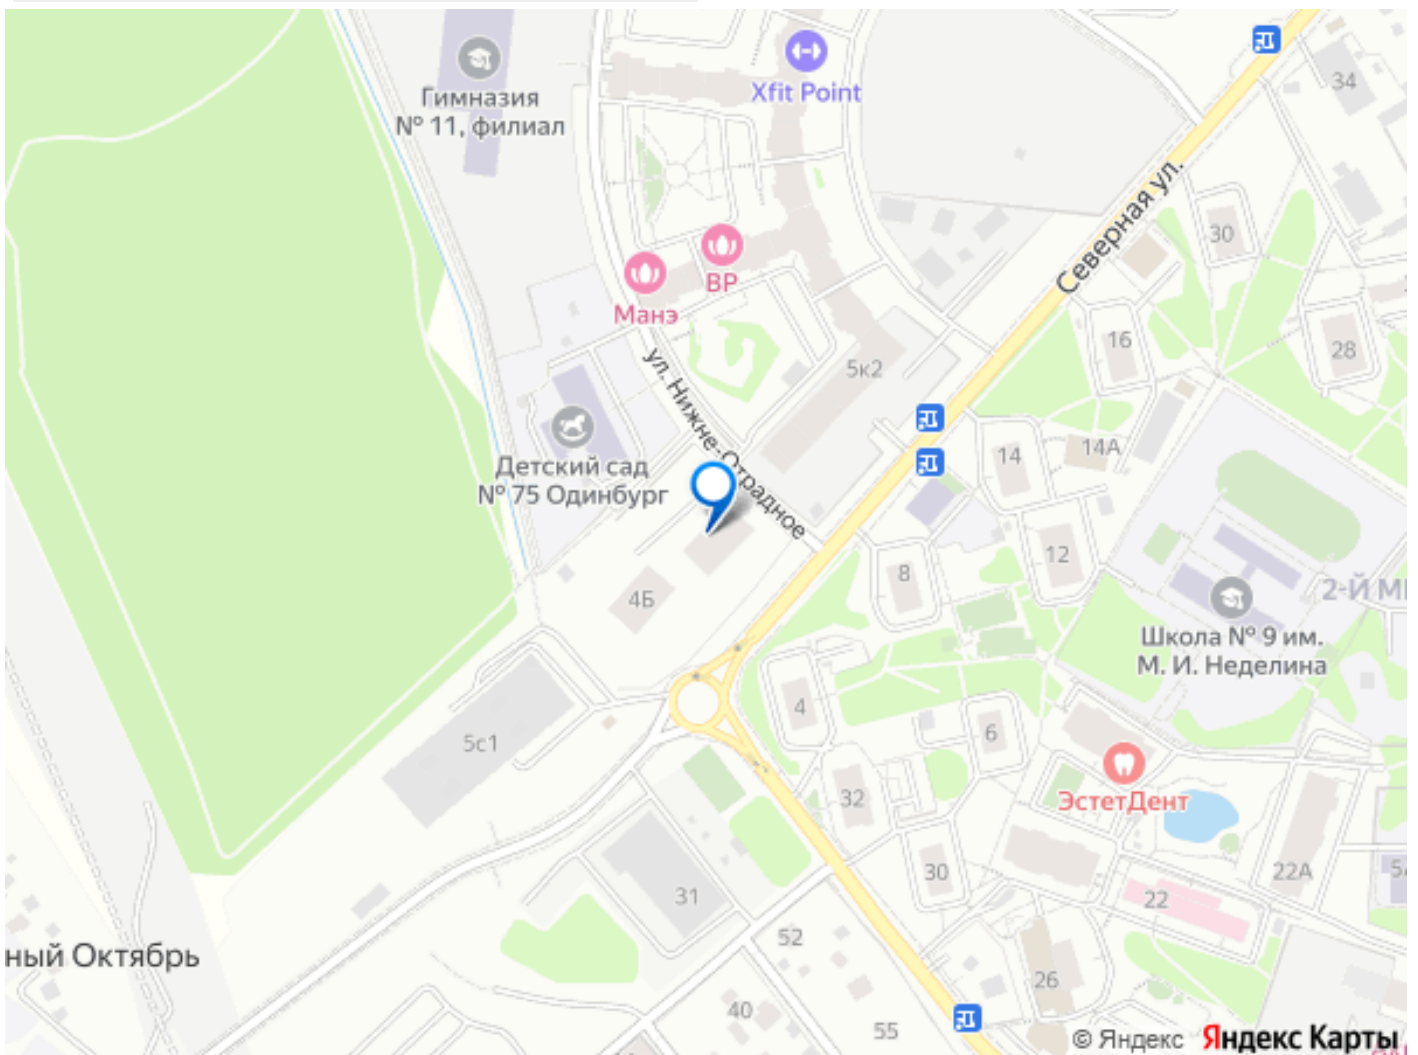 34
Xfit Point
Гимназия
№ 11, филиал
Северная ул.
30
ВР
Манэ
16
28
5к2
ул. Нижне-Отрадное
Детский сад
№ 75 Одинбург
14
14А
12
8
2-Й
4Б
Школа № 9 им.
М. И. Неделина
4
6
5с1
32
ЭстетДент
30
22А
31
22
52
ный Октябрь
26
40
55
© Яндекс Яндекс Карты